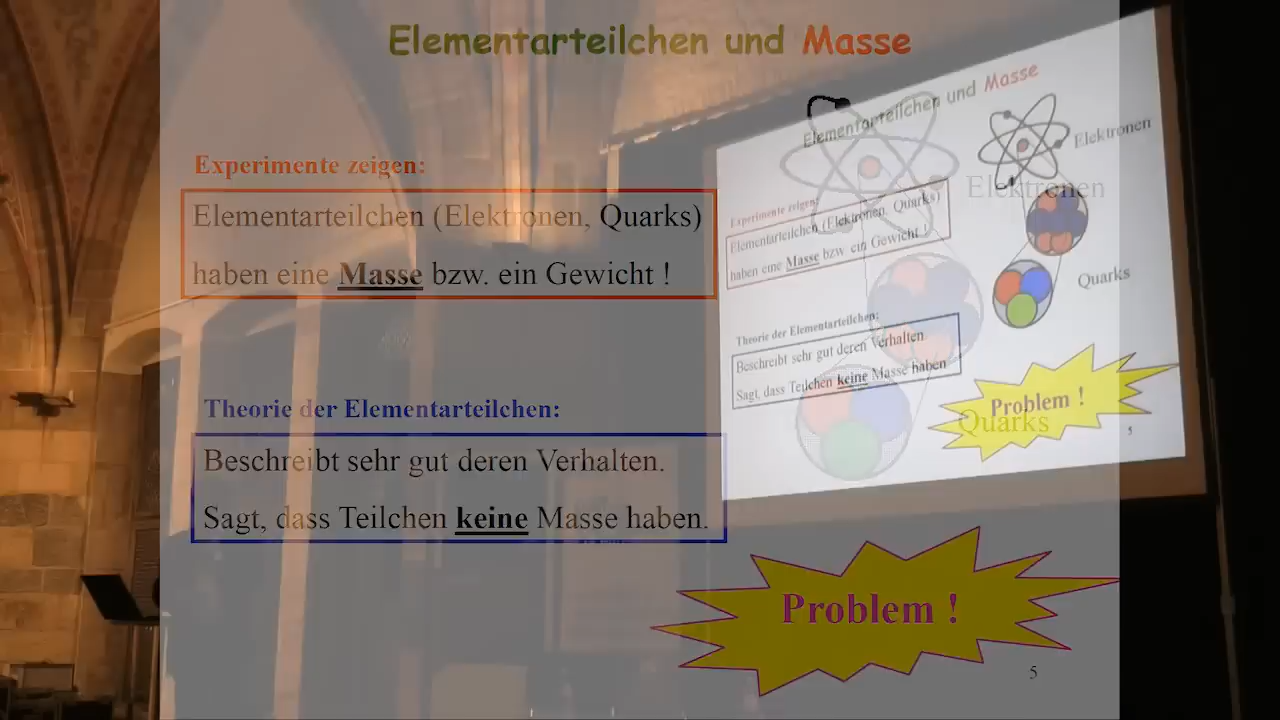 Elementarteilchen und Masse
Experimente zeigen:
Elementarteilchen (Elektronen, Quarks)
haben eine Masse bzw. ein Gewicht !
Elektronen
Theorie der Elementarteilchen:
Beschreibt sehr gut deren Verhalten.
Sagt, dass Teilchen keine Masse haben.
Quarks
Problem !
5
Elementarteilchen und Masse
Elektronen
Experimente zeigen:
Elementarteilchen (Elektronen, Quarks)
haben eine Masse bzw. ein Gewicht !
Quarks
Theorie der Elementarteilchen:
Beschreibt sehr gut deren Verhalten
Sagt, dass Teilchen keine Masse haben
Problem !
5